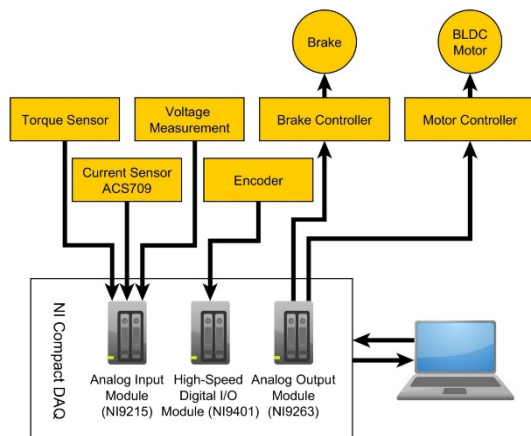 Brake
BLDC
Motor
Torque Sensor
Voltage
Measurement
Brake Controller
Motor Controller
Current Sensor
ACS709
Encoder
NI Compact DAQ
Analog Input
Module
(NI9215)
High-Speed
Digital I/O
Module (NI9401)
Analog Output
Module
(NI9263)